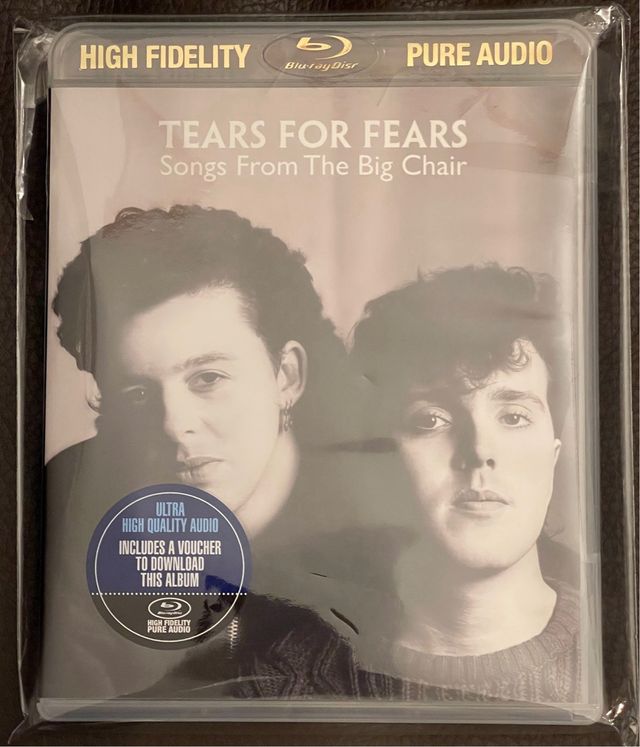 HIGH FIDELITY Blu-ray Disc PURE AUDIO
TEARS FOR FEARS
Songs From The Big Chair
ULTRA
HIGH QUALITY AUDIO
INCLUDES A VOUCHER
TO DOWNLOAD
THIS ALBUM
Blu-ray Disc
HIGH FIDELITY
PURE AUDIO